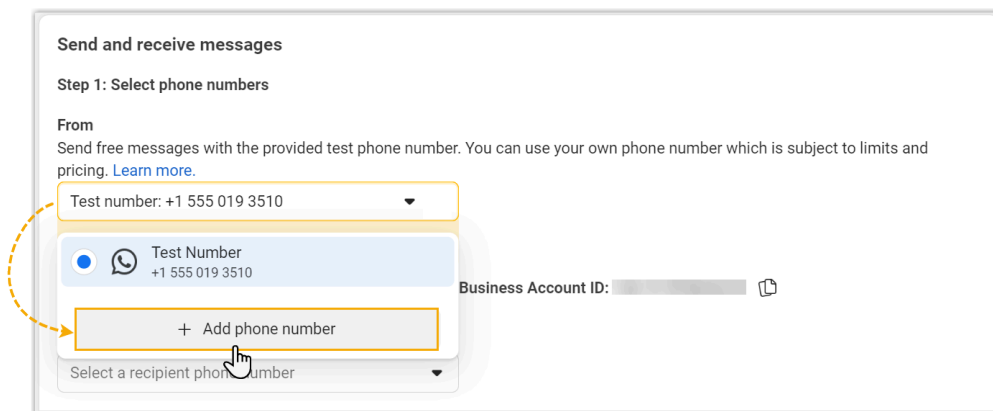 Send and receive messages
Step 1: Select phone numbers
From
Send free messages with the provided test phone number. You can use your own phone number which is subject to limits and
pricing. Learn more.
Test number: +1 555 019 3510
Test Number
+1 555 019 3510
Business Account ID:
+ Add phone number
Select a recipient phone number